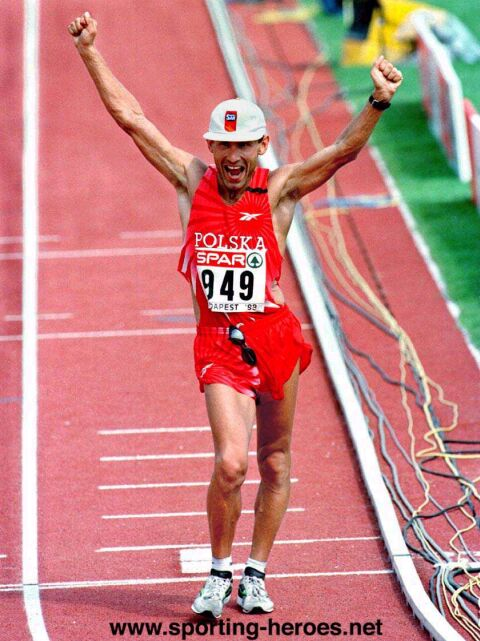 POLSKA
SPAR
949
DAPEST '98
www.sporting-heroes.net